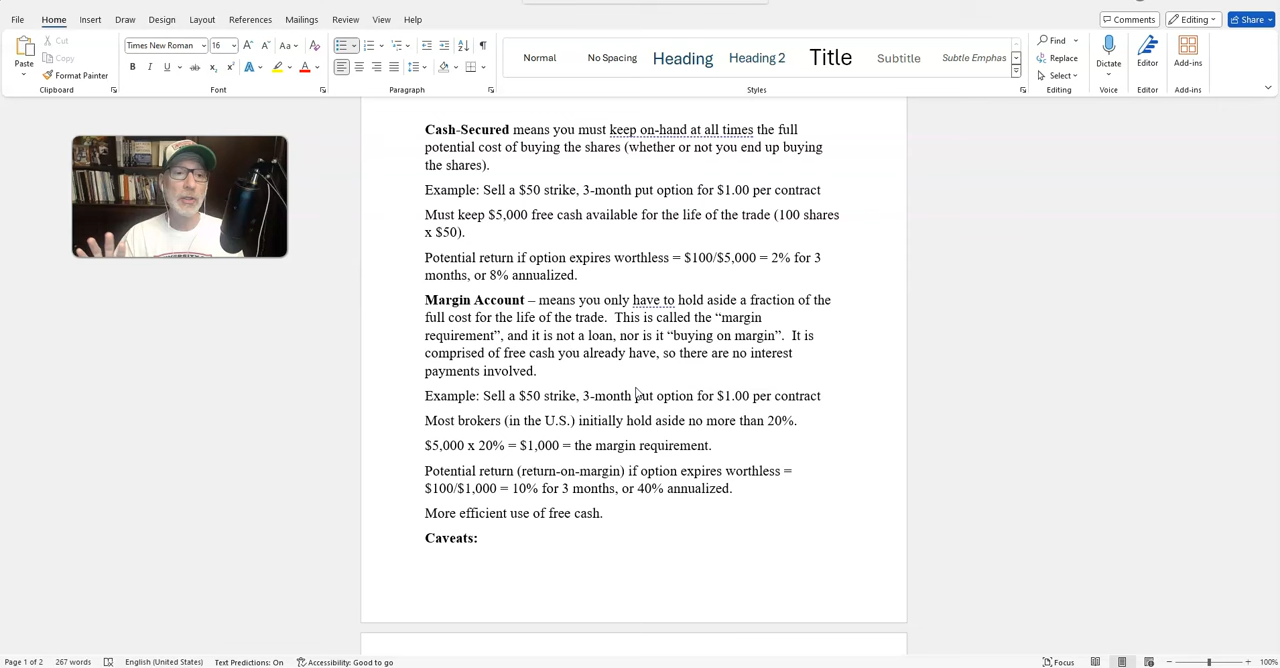 File Home Insert Draw Design Layout References Mailings Review View Help Comments Editing Share
Paste Cut Copy Format Painter Clipboard
Times New Roman 16 Aa Font
Paragraph
Normal No Spacing Heading Heading 2 Title Subtitle Subtle Emphas Styles
Find Replace Select Editing
Dictate Voice
Editor Editor
Add-ins Add-ins
Cash-Secured means you must keep on-hand at all times the full
potential cost of buying the shares (whether or not you end up buying
the shares).
Example: Sell a $50 strike, 3-month put option for $1.00 per contract
Must keep $5,000 free cash available for the life of the trade (100 shares
x $50).
Potential return if option expires worthless = $100/$5,000 = 2% for 3
months, or 8% annualized.
Margin Account – means you only have to hold aside a fraction of the
full cost for the life of the trade. This is called the “margin
requirement”, and it is not a loan, nor is it “buying on margin”. It is
comprised of free cash you already have, so there are no interest
payments involved.
Example: Sell a $50 strike, 3-month put option for $1.00 per contract
Most brokers (in the U.S.) initially hold aside no more than 20%.
$5,000 x 20% = $1,000 = the margin requirement.
Potential return (return-on-margin) if option expires worthless =
$100/$1,000 = 10% for 3 months, or 40% annualized.
More efficient use of free cash.
Caveats:
Page 1 of 2 267 words English (United States) Text Predictions: On Accessibility: Good to go Focus 100%